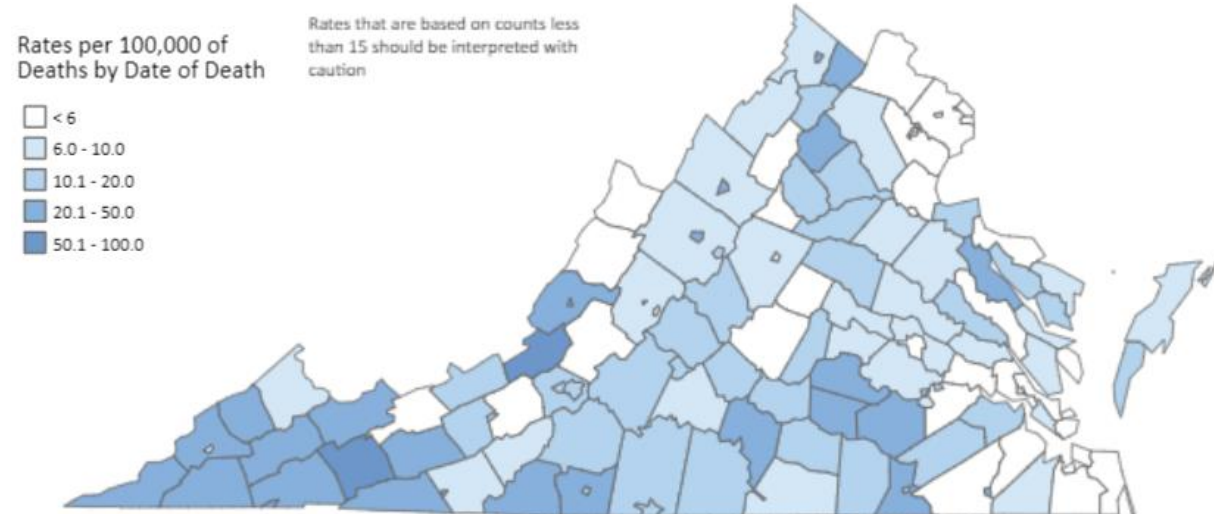 Rates per 100,000 of
Deaths by Date of Death
Rates that are based on counts less
than 15 should be interpreted with
caution
< 6
6.0 - 10.0
10.1 - 20.0
20.1 - 50.0
50.1 - 100.0